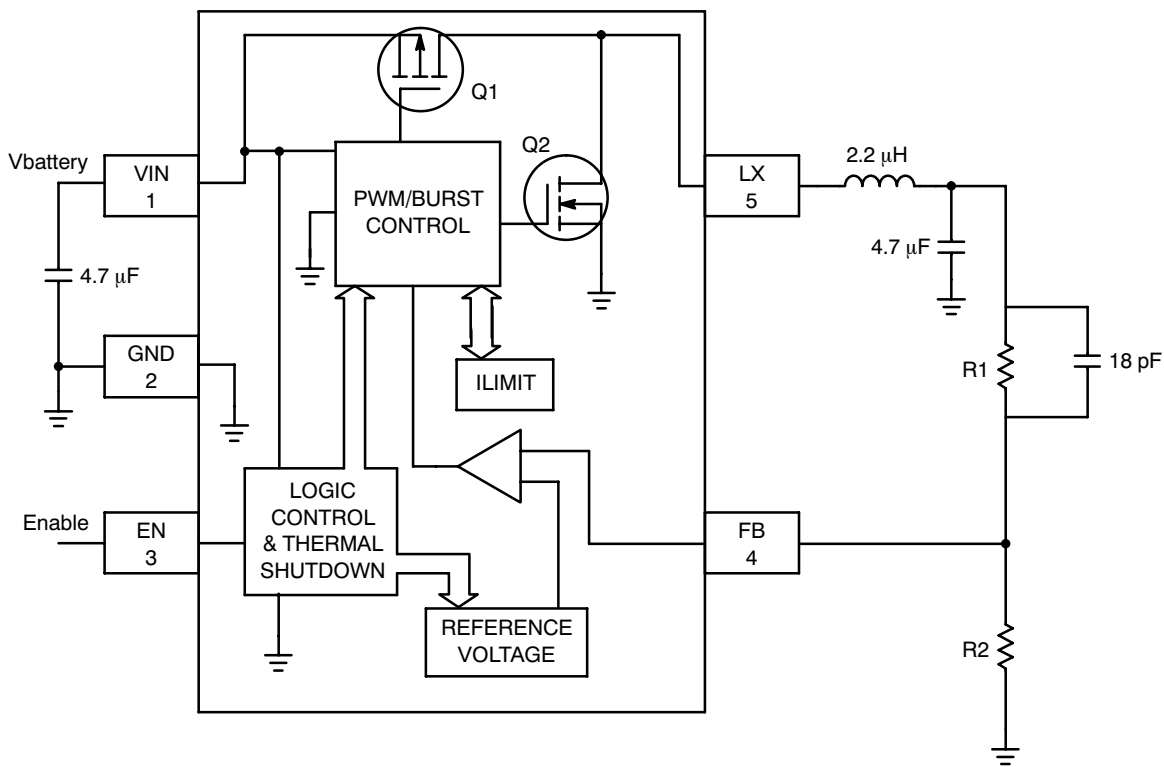 Q1
Vbattery
VIN
1
4.7 μF
GND
2
Enable
EN
3
PWM/BURST
CONTROL
Q2
ILIMIT
LOGIC
CONTROL
& THERMAL
SHUTDOWN
REFERENCE
VOLTAGE
LX
5
2.2 μH
4.7 μF
R1
18 pF
FB
4
R2